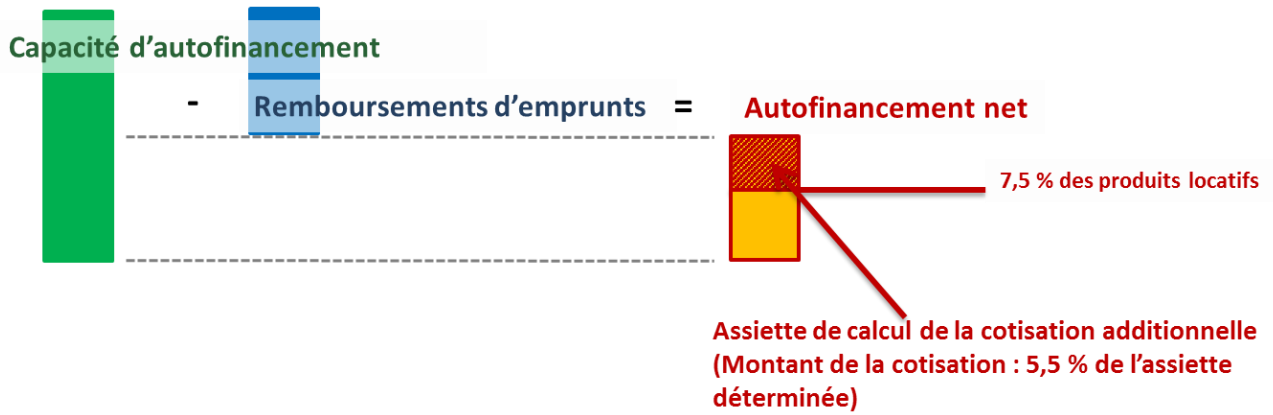 Capacité d'autofinancement
- Remboursements d'emprunts = Autofinancement net
7,5 % des produits locatifs
Assiette de calcul de la cotisation additionnelle
(Montant de la cotisation : 5,5 % de l'assiette
déterminée)